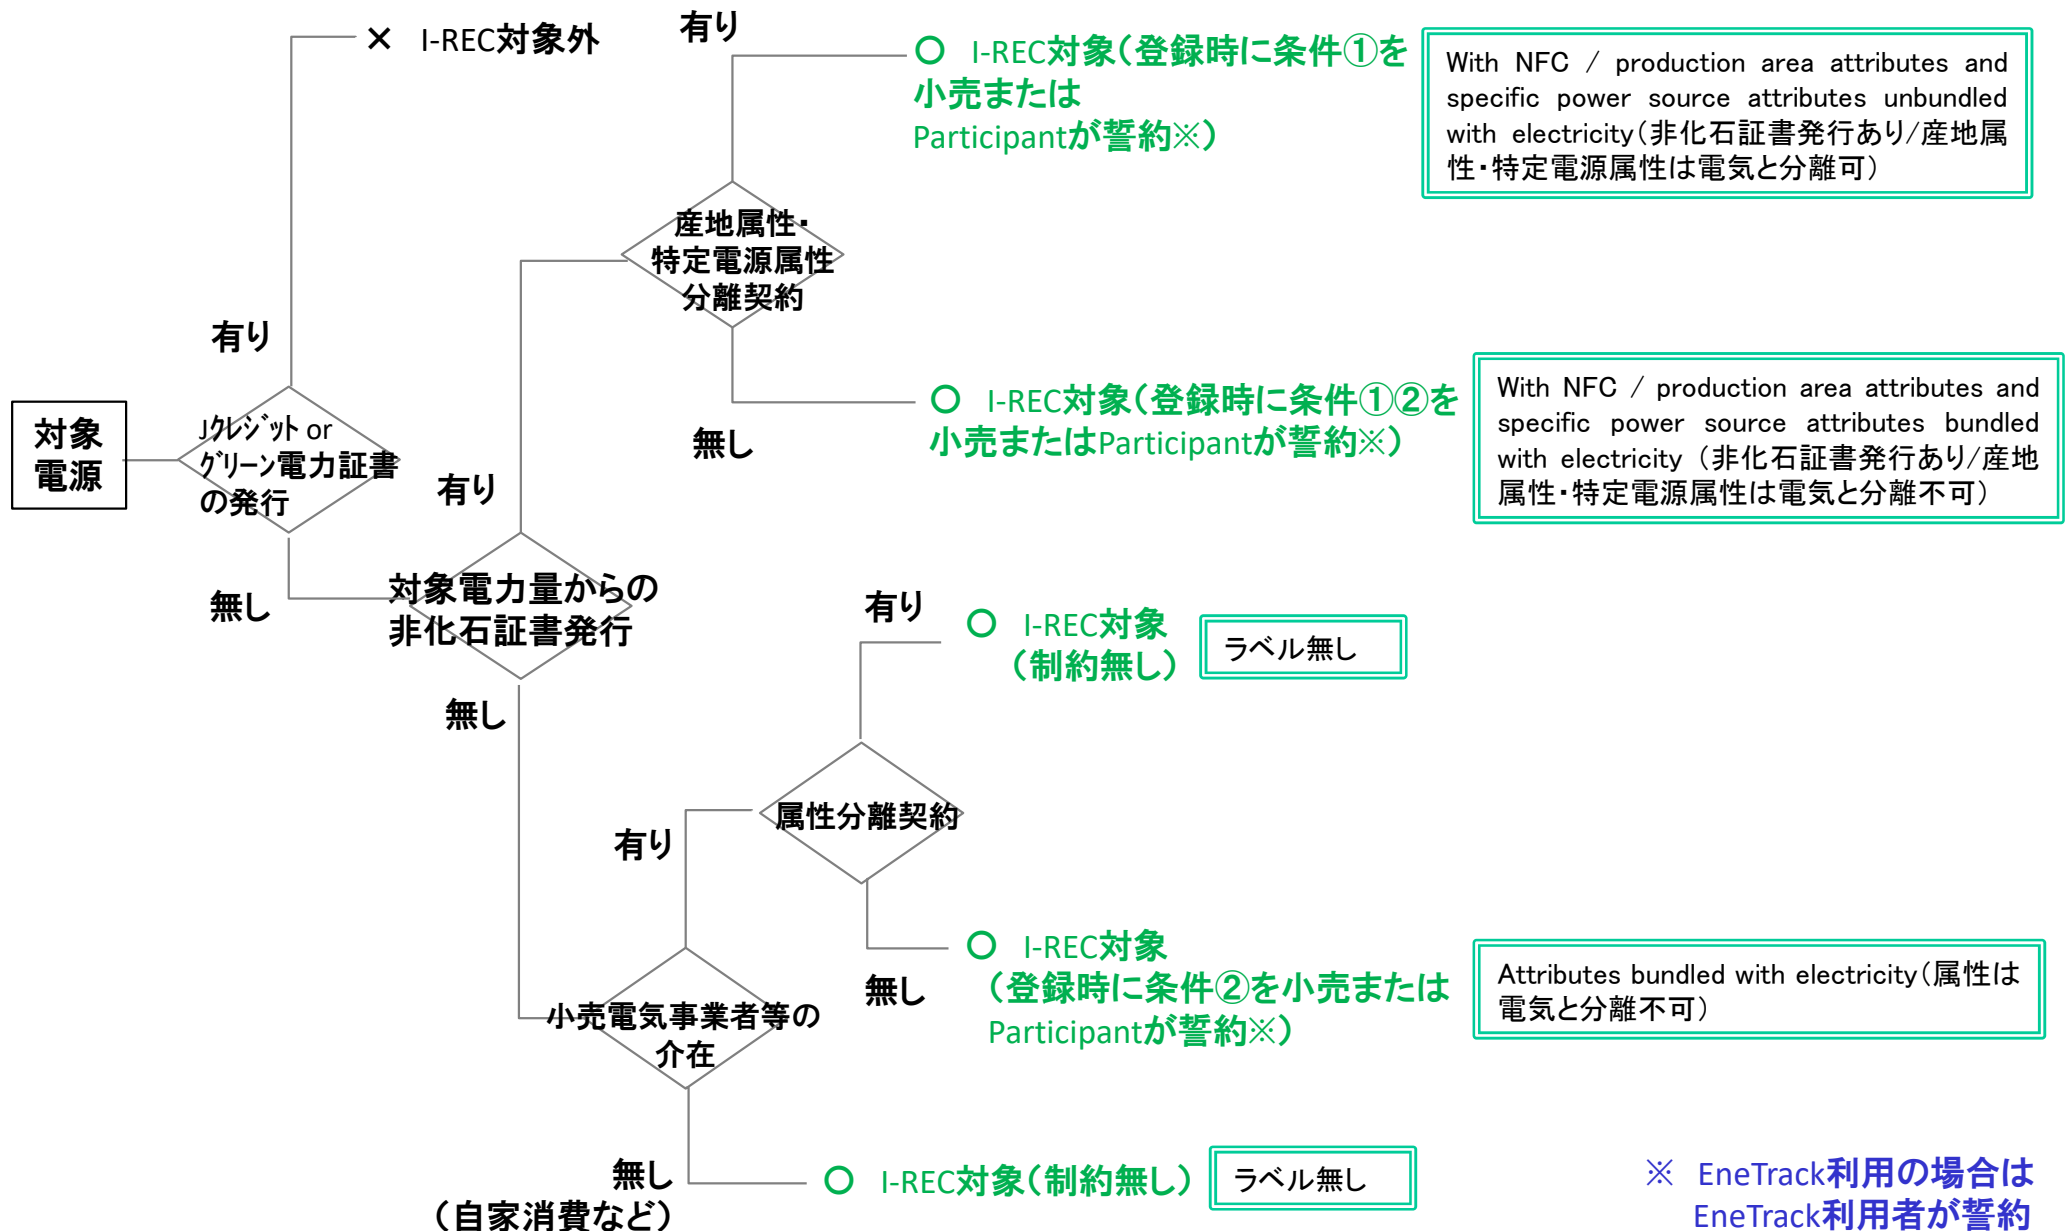 × I-REC対象外
有り
○ I-REC対象（登録時に条件①を
小売または
Participantが誓約※）
With NFC / production area attributes and
specific power source attributes unbundled
with electricity（非化石証書発行あり/産地属
性・特定電源属性は電気と分離可）
産地属性・
特定電源属性
分離契約
有り
対象
電源
Jｸﾚｼﾞｯﾄ or
ｸﾞﾘｰﾝ電力証書
の発行
有り
無し
○ I-REC対象（登録時に条件①②を
小売またはParticipantが誓約※）
With NFC / production area attributes and
specific power source attributes bundled
with electricity （非化石証書発行あり/産地
属性・特定電源属性は電気と分離不可）
無し
対象電力量からの
非化石証書発行
有り
○ I-REC対象
（制約無し）
ラベル無し
無し
有り
属性分離契約
無し
○ I-REC対象
（登録時に条件②を小売または
Participantが誓約※）
Attributes bundled with electricity（属性は
電気と分離不可）
小売電気事業者等の
介在
無し
（自家消費など）
○ I-REC対象（制約無し）
ラベル無し
※ EneTrack利用の場合は
EneTrack利用者が誓約